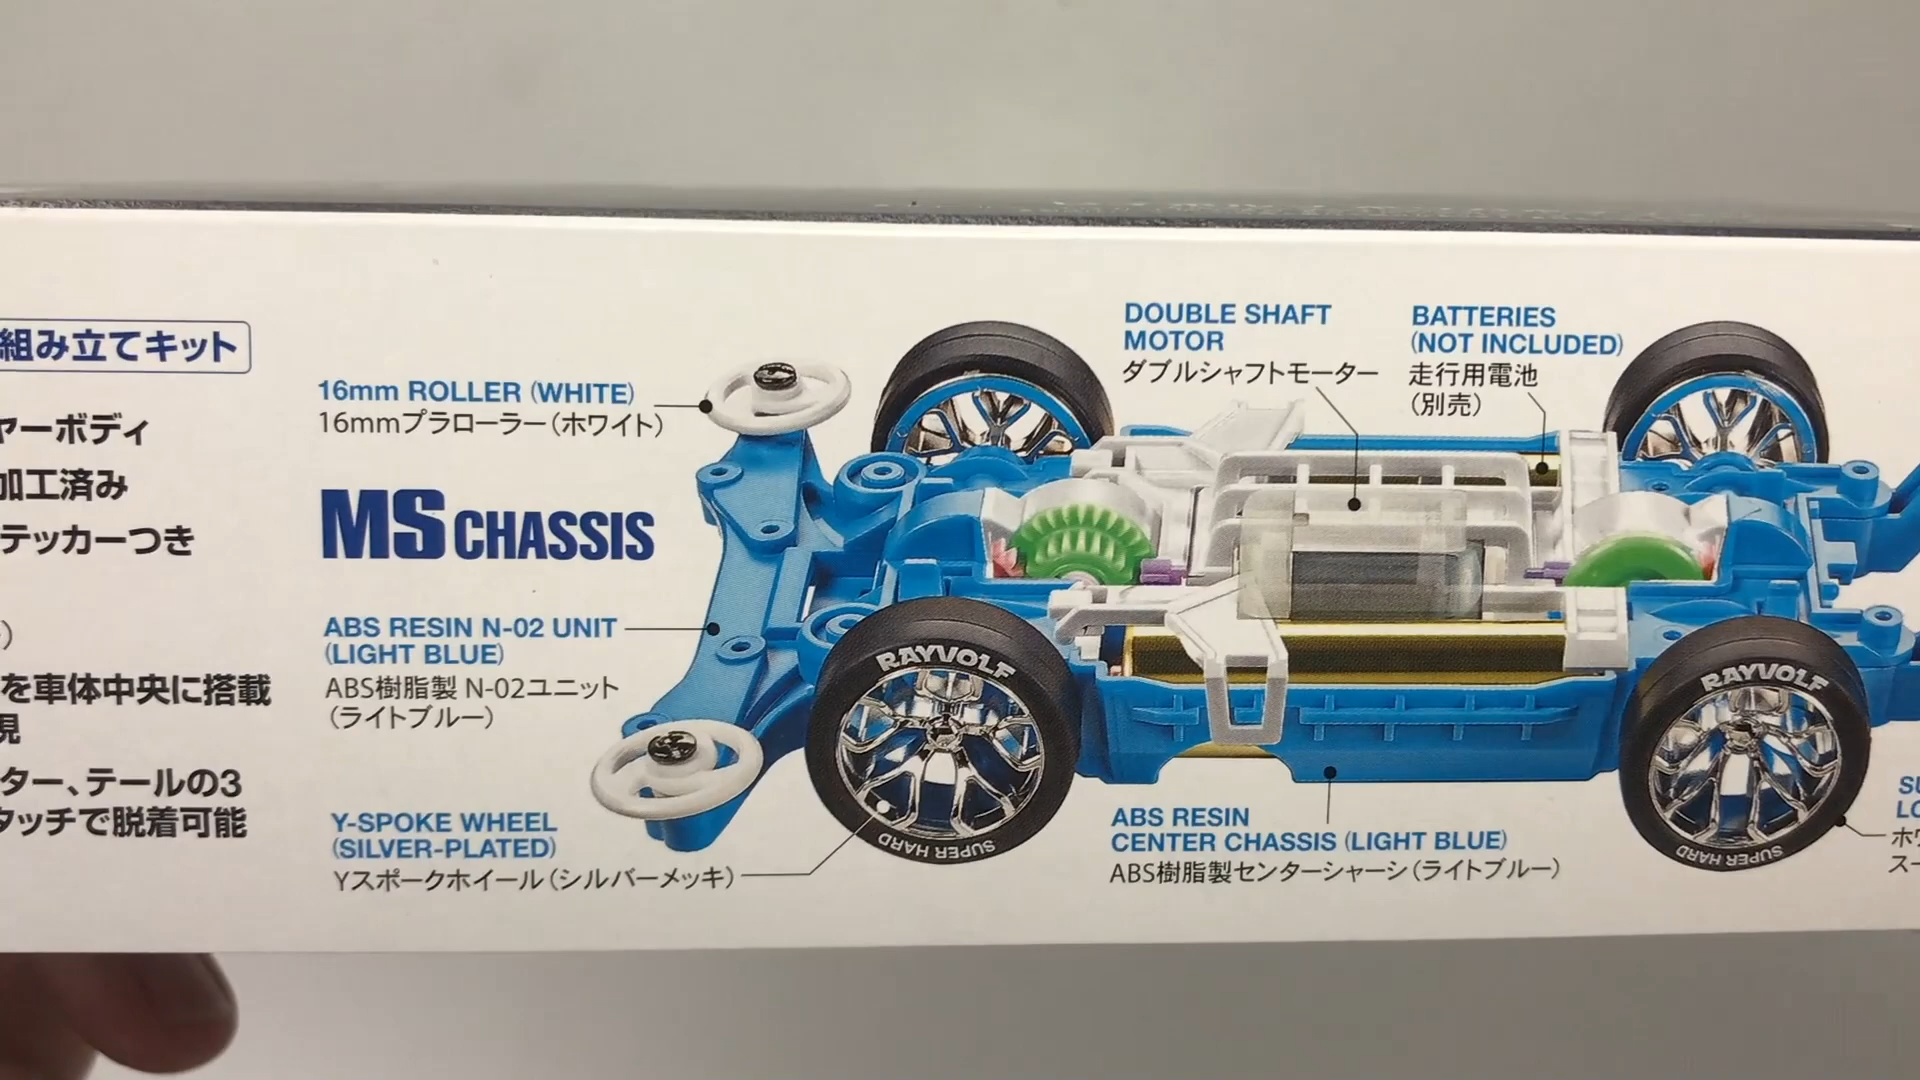 組み立てキット
ヤーボディ
加工済み
テッカーつき
を車体中央に搭載
現
ター、テールの3
タッチで脱着可能
16mm ROLLER (WHITE)
16mmプラローラー(ホワイト)
MS CHASSIS
ABS RESIN N-02 UNIT
(LIGHT BLUE)
ABS樹脂製 N-02ユニット
(ライトブルー)
Y-SPOKE WHEEL
(SILVER-PLATED)
Yスポークホイール(シルバーメッキ)
DOUBLE SHAFT
MOTOR
ダブルシャフトモーター
BATTERIES
(NOT INCLUDED)
走行用電池
(別売)
RAYVOLF
SUPER HARD
RAYVOLF
SUPER HARD
ABS RESIN
CENTER CHASSIS (LIGHT BLUE)
ABS樹脂製センターシャーシ(ライトブルー)